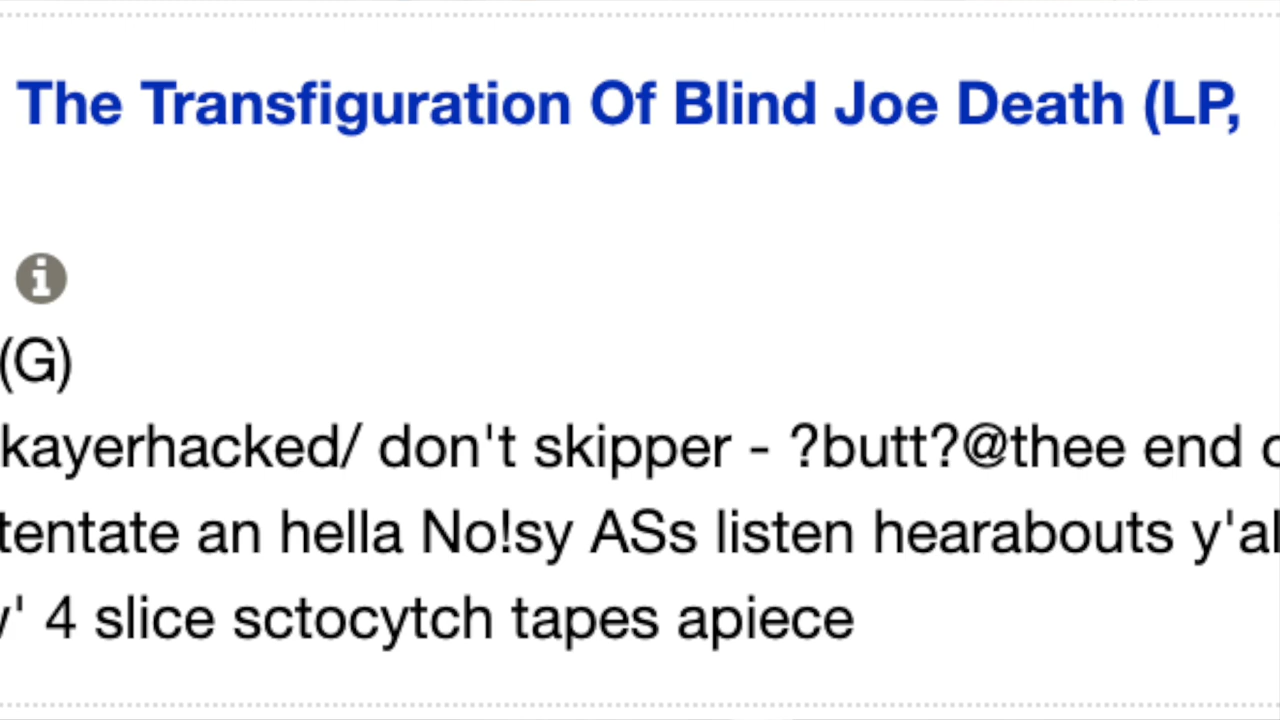 The Transfiguration Of Blind Joe Death (LP,
(G)
kayerhacked/ don't skipper - ?butt?@thee end
tentate an hella No!sy ASs listen hearabouts y'al
y' 4 slice sctocytch tapes apiece